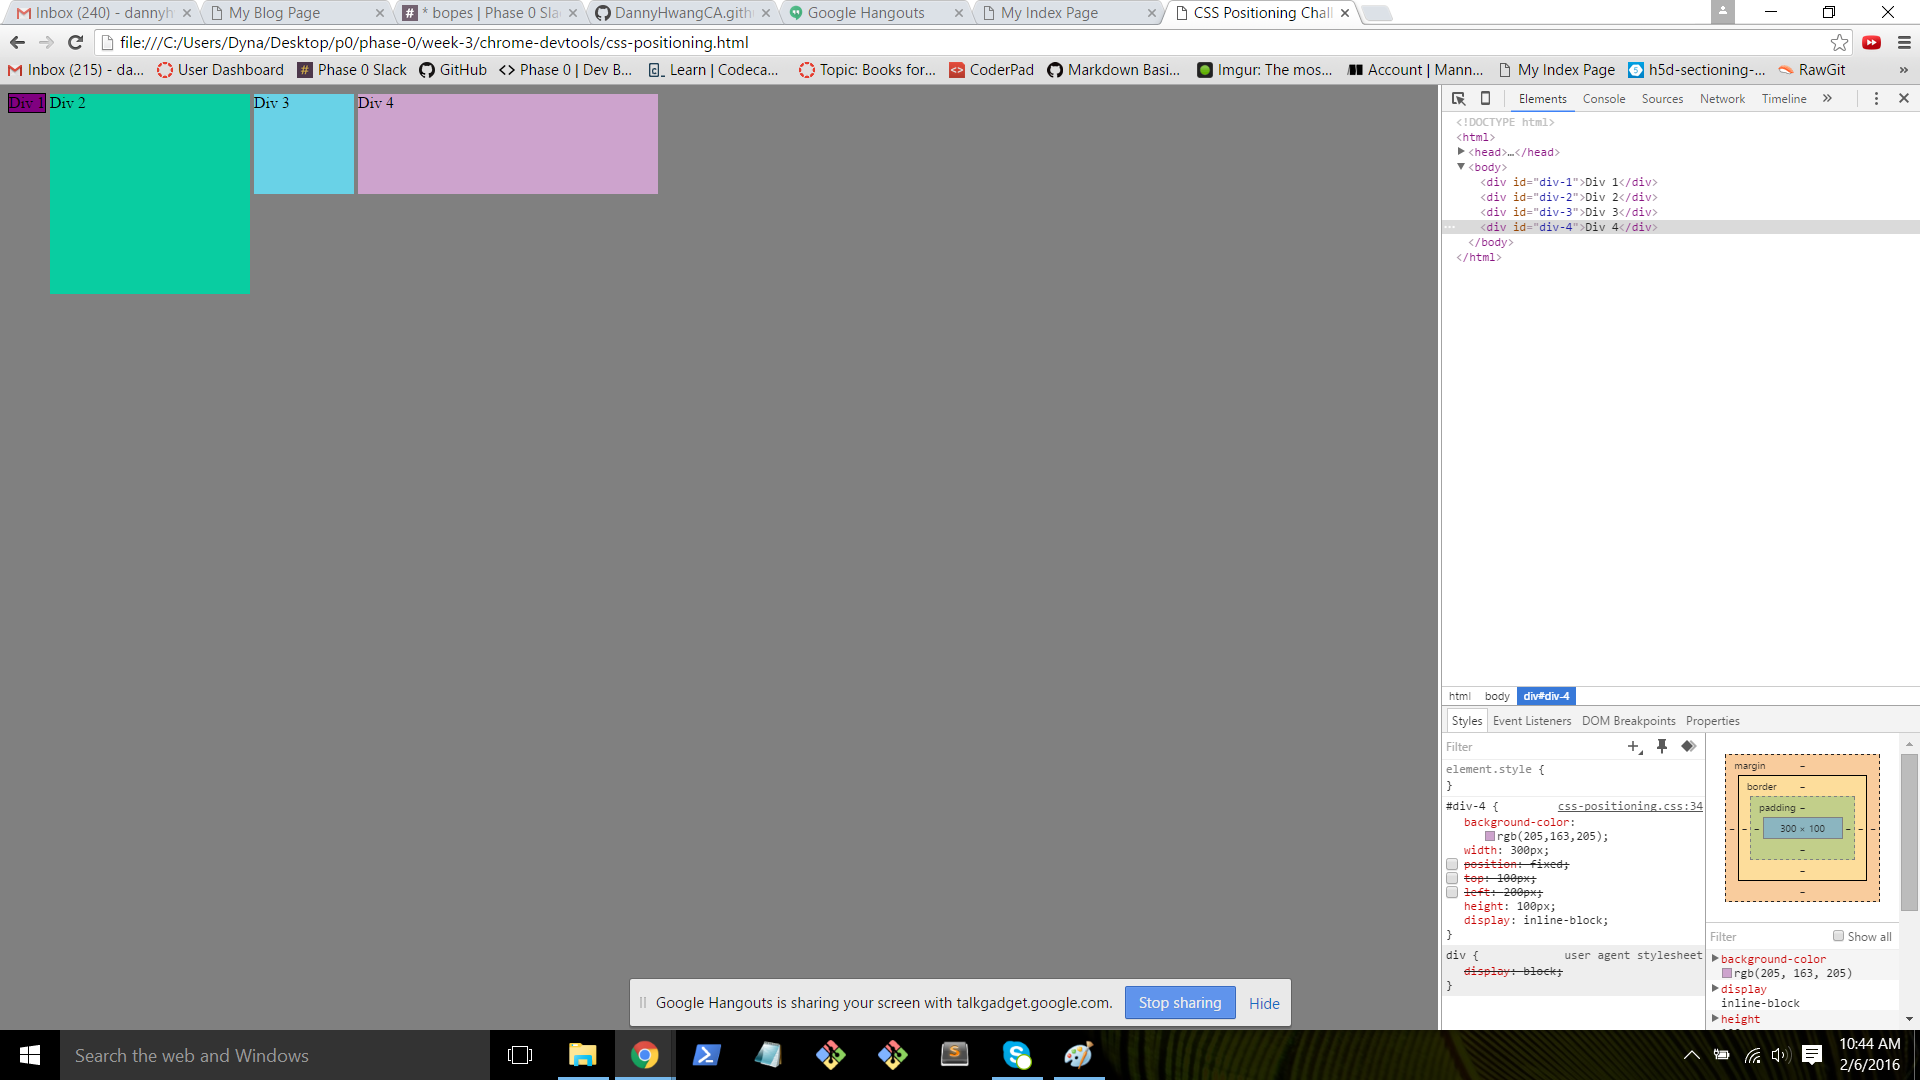 Inbox (240) - dannyh
My Blog Page
* bopes | Phase 0 Sla
DannyHwangCA.gith
Google Hangouts
My Index Page
CSS Positioning Chall
file:///C:/Users/Dyna/Desktop/p0/phase-0/week-3/chrome-devtools/css-positioning.html
Inbox (215) - da...
User Dashboard
Phase 0 Slack
GitHub
<> Phase 0 | Dev B...
Learn | Codeca...
Topic: Books for...
CoderPad
Markdown Basi...
Imgur: The mos...
Account | Mann...
My Index Page
h5d-sectioning-...
RawGit
»
Div 1
Div 2
Div 3
Div 4
Elements Console Sources Network Timeline »
<!DOCTYPE html>
<html>
<head>…</head>
<body>
<div id="div-1">Div 1</div>
<div id="div-2">Div 2</div>
<div id="div-3">Div 3</div>
<div id="div-4">Div 4</div>
</body>
</html>
html body div#div-4
Styles Event Listeners DOM Breakpoints Properties
Filter
element.style {
}
#div-4 { css-positioning.css:34
background-color:
rgb(205,163,205);
width: 300px;
position: fixed;
top: 100px;
left: 200px;
height: 100px;
display: inline-block;
}
div { user agent stylesheet
display: block;
}
margin –
border –
padding –
– – – 300 × 100 – – –
–
–
–
Filter Show all
background-color
rgb(205, 163, 205)
display
inline-block
height
Google Hangouts is sharing your screen with talkgadget.google.com. Stop sharing Hide
Search the web and Windows
10:44 AM
2/6/2016